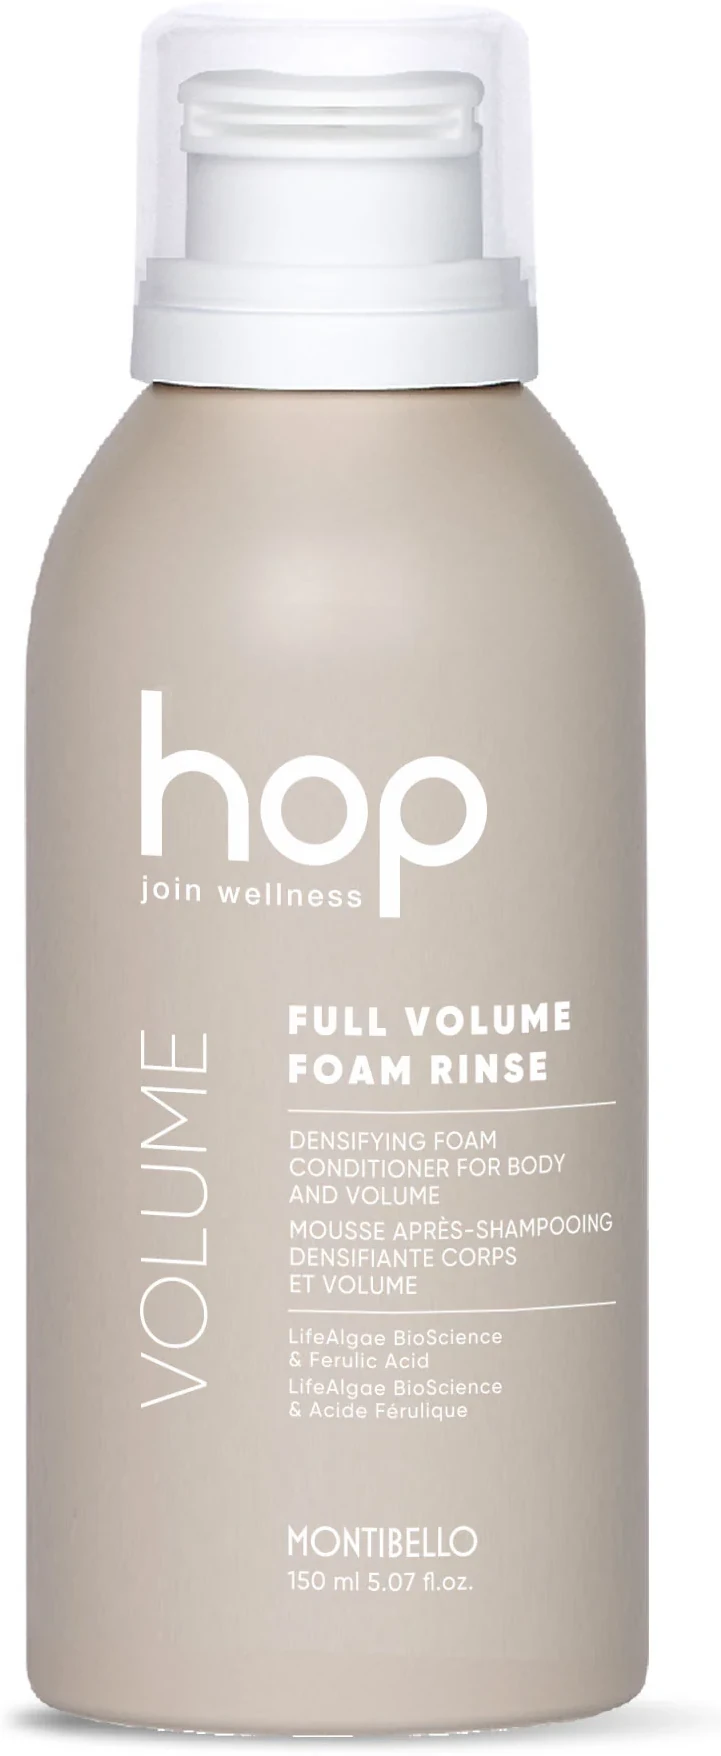 hop
join wellness
VOLUME
FULL VOLUME
FOAM RINSE
DENSIFYING FOAM
CONDITIONER FOR BODY
AND VOLUME
MOUSSE APRÈS-SHAMPOOING
DENSIFIANTE CORPS
ET VOLUME
LifeAlgae BioScience
& Ferulic Acid
LifeAlgae BioScience
& Acide Férulique
MONTIBELLO
150 ml 5.07 fl.oz.